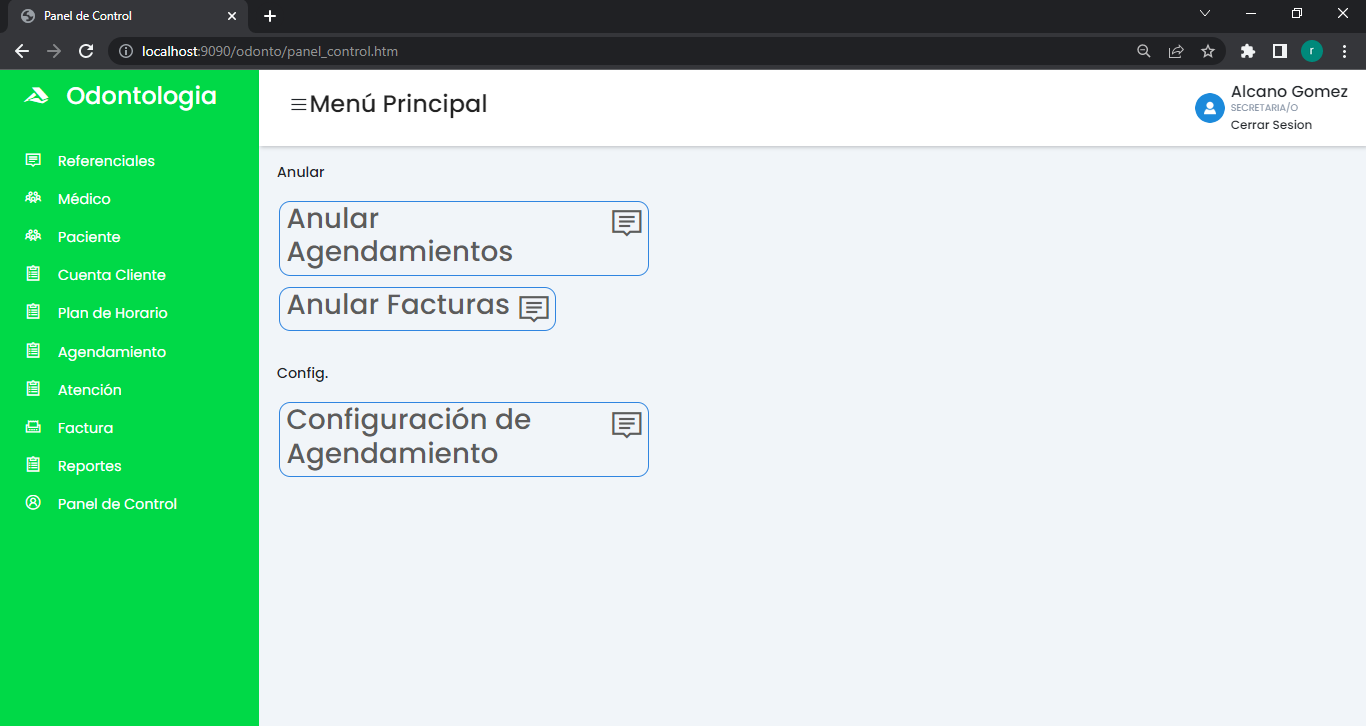 Panel de Control
localhost:9090/odonto/panel_control.htm
r
Odontologia
Referenciales
Médico
Paciente
Cuenta Cliente
Plan de Horario
Agendamiento
Atención
Factura
Reportes
Panel de Control
Menú Principal
Alcano Gomez
SECRETARIA/O
Cerrar Sesion
Anular
Anular
Agendamientos
Anular Facturas
Config.
Configuración de
Agendamiento